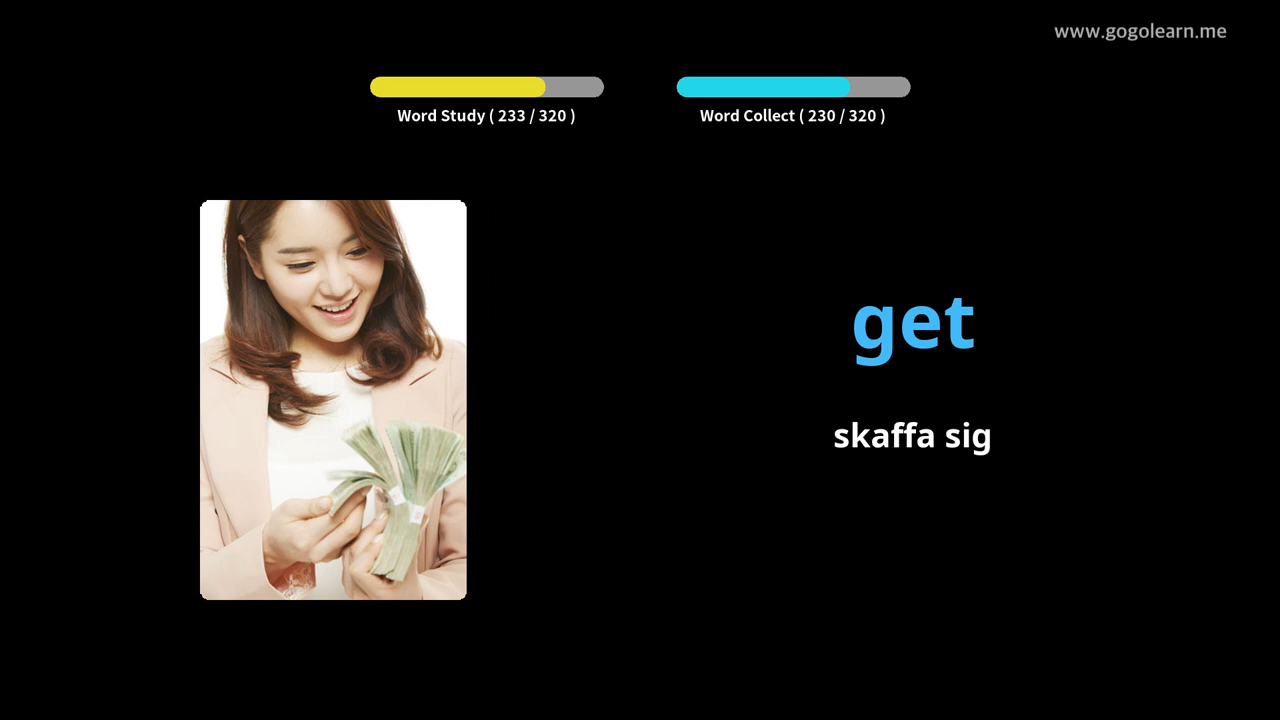 www.gogolearn.me
Word Study ( 233 / 320 )
Word Collect ( 230 / 320 )
get
skaffa sig